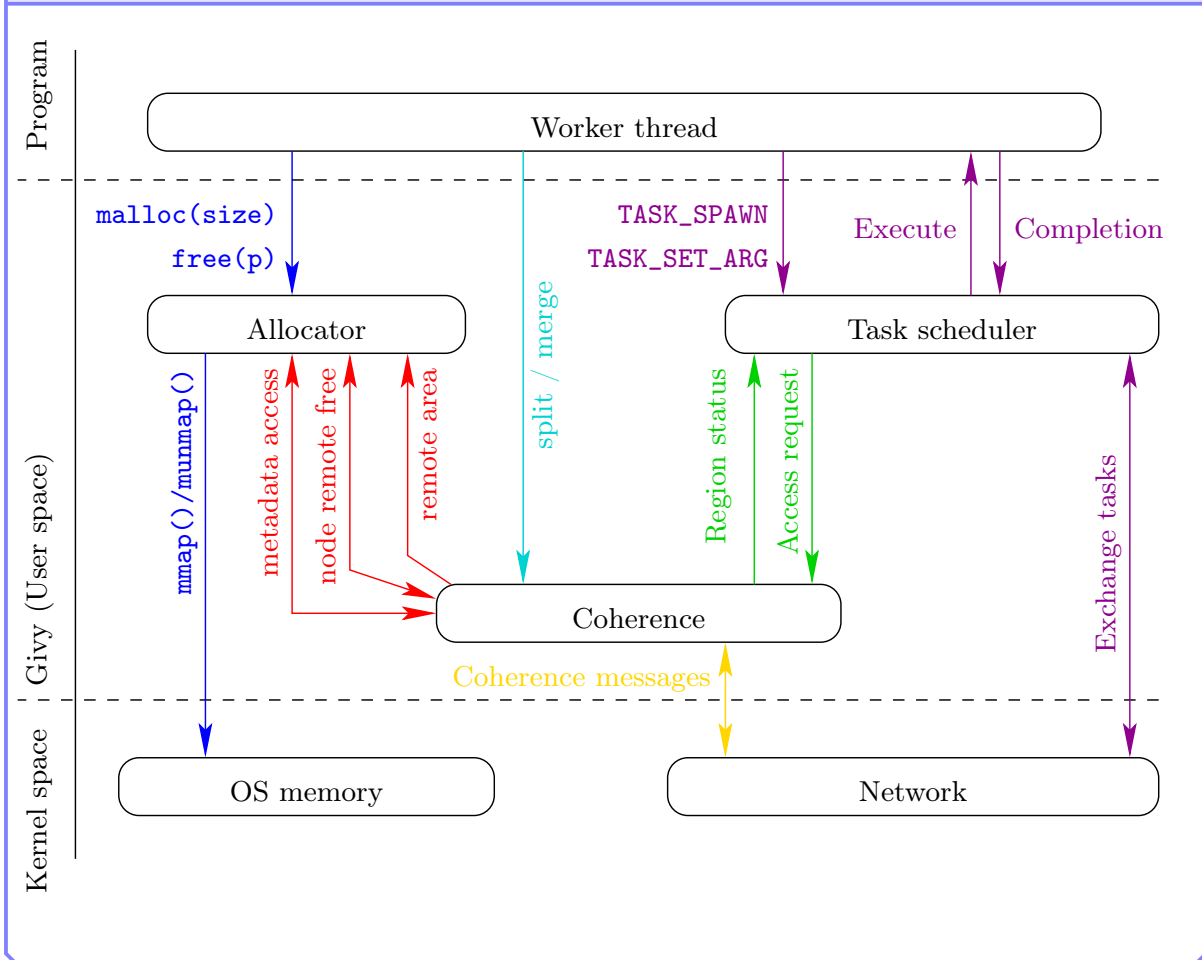 Program
Worker thread
malloc(size)
free(p)
TASK_SPAWN
TASK_SET_ARG
Execute
Completion
Allocator
Task scheduler
Givy (User space)
mmap()/munmap()
metadata access
node remote free
remote area
split / merge
Region status
Access request
Exchange tasks
Coherence
Coherence messages
Kernel space
OS memory
Network